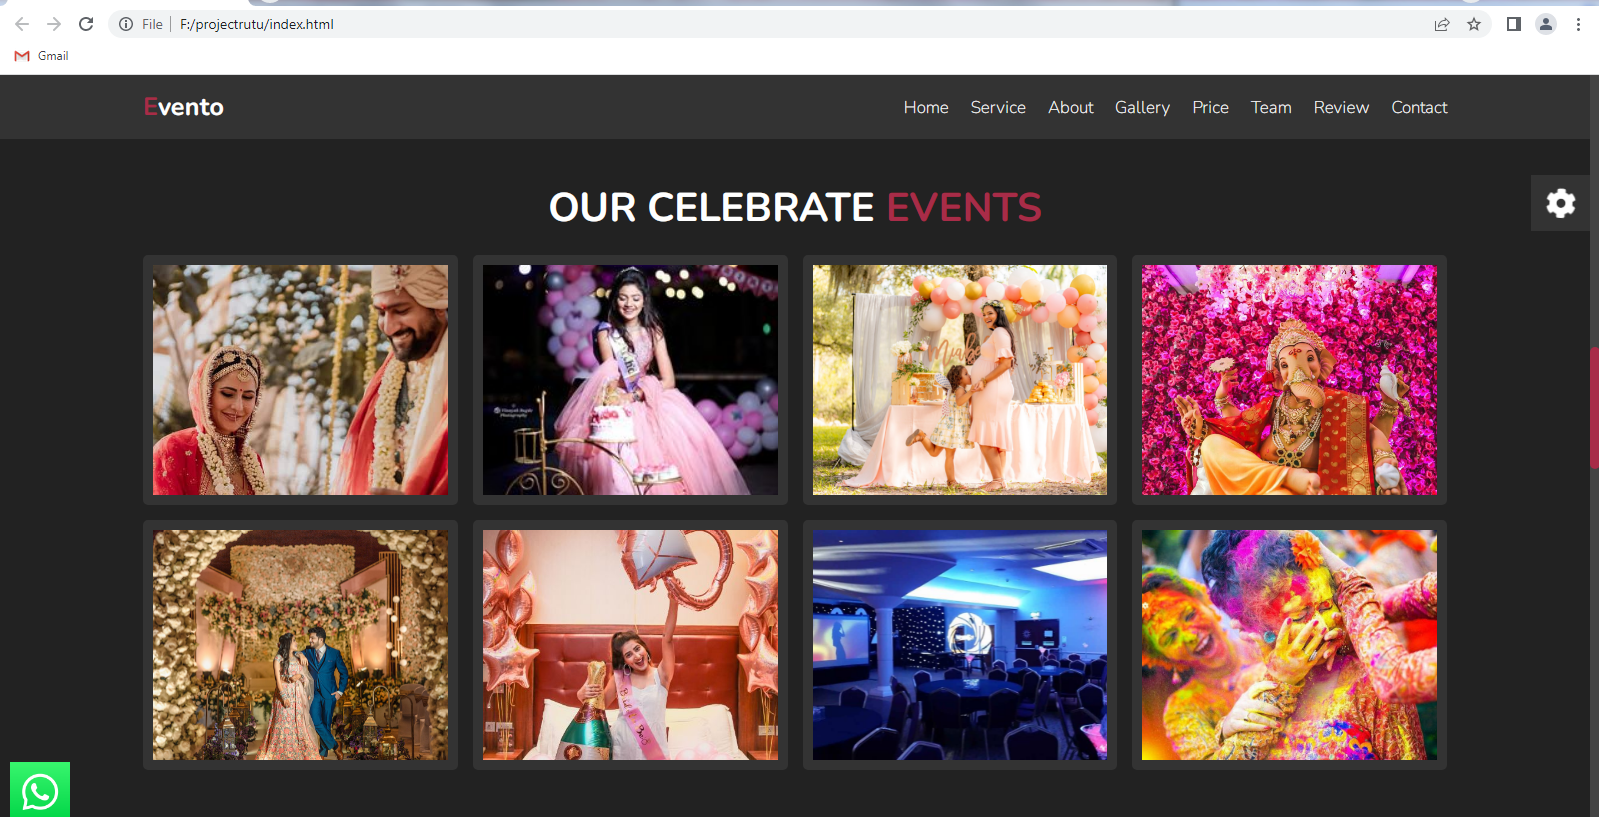 File F:/projectrutu/index.html
Gmail
Evento
Home Service About Gallery Price Team Review Contact
OUR CELEBRATE EVENTS